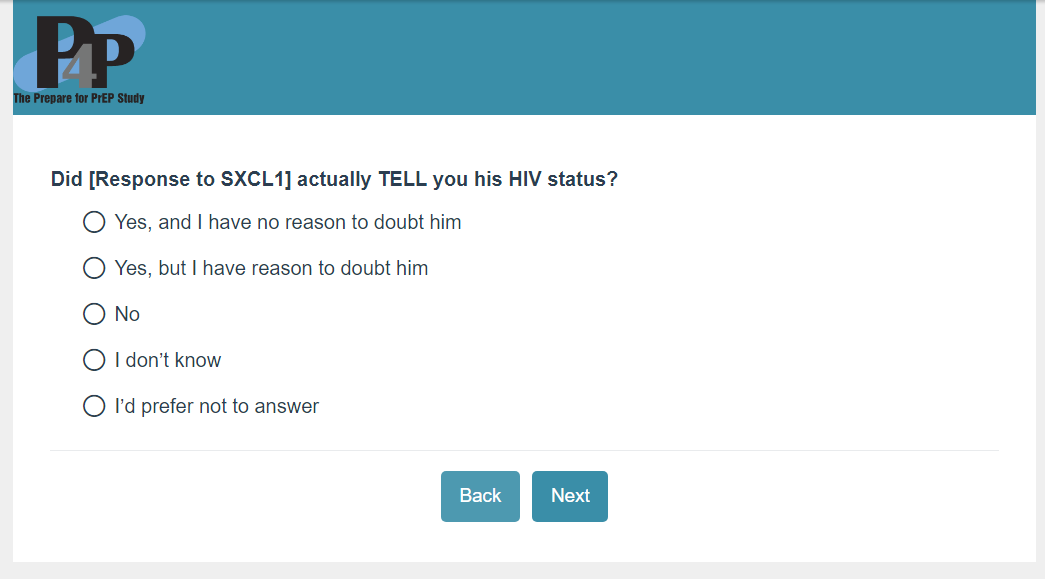 P4P
The Prepare for PrEP Study
Did [Response to SXCL1] actually TELL you his HIV status?
Yes, and I have no reason to doubt him
Yes, but I have reason to doubt him
No
I don’t know
I’d prefer not to answer
Back
Next